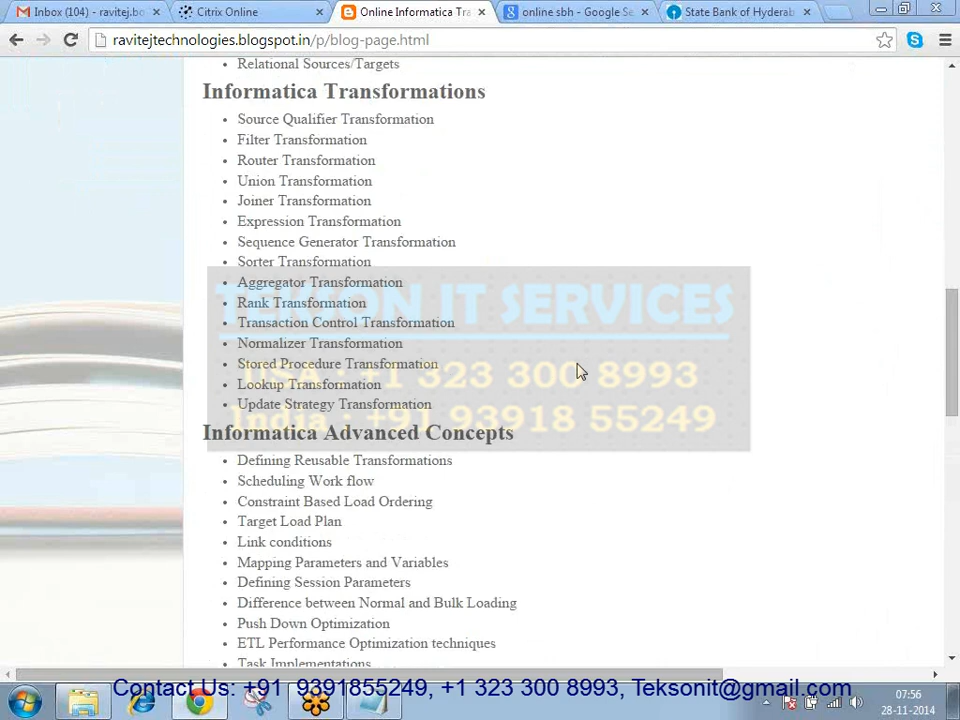 Inbox (104) - ravitej.bo
Citrix Online
Online Informatica Tra
online sbh - Google Se
State Bank of Hyderab
ravitejtechnologies.blogspot.in/p/blog-page.html
Relational Sources/Targets
Informatica Transformations
Source Qualifier Transformation
Filter Transformation
Router Transformation
Union Transformation
Joiner Transformation
Expression Transformation
Sequence Generator Transformation
Sorter Transformation
Aggregator Transformation
Rank Transformation
Transaction Control Transformation
Normalizer Transformation
Stored Procedure Transformation
Lookup Transformation
Update Strategy Transformation
TEKSON IT SERVICES
USA : +1 323 300 8993
India : +91 93918 55249
Informatica Advanced Concepts
Defining Reusable Transformations
Scheduling Work flow
Constraint Based Load Ordering
Target Load Plan
Link conditions
Mapping Parameters and Variables
Defining Session Parameters
Difference between Normal and Bulk Loading
Push Down Optimization
ETL Performance Optimization techniques
Task Implementations
Contact Us: +91 9391855249, +1 323 300 8993, Teksonit@gmail.com
07:56
28-11-2014